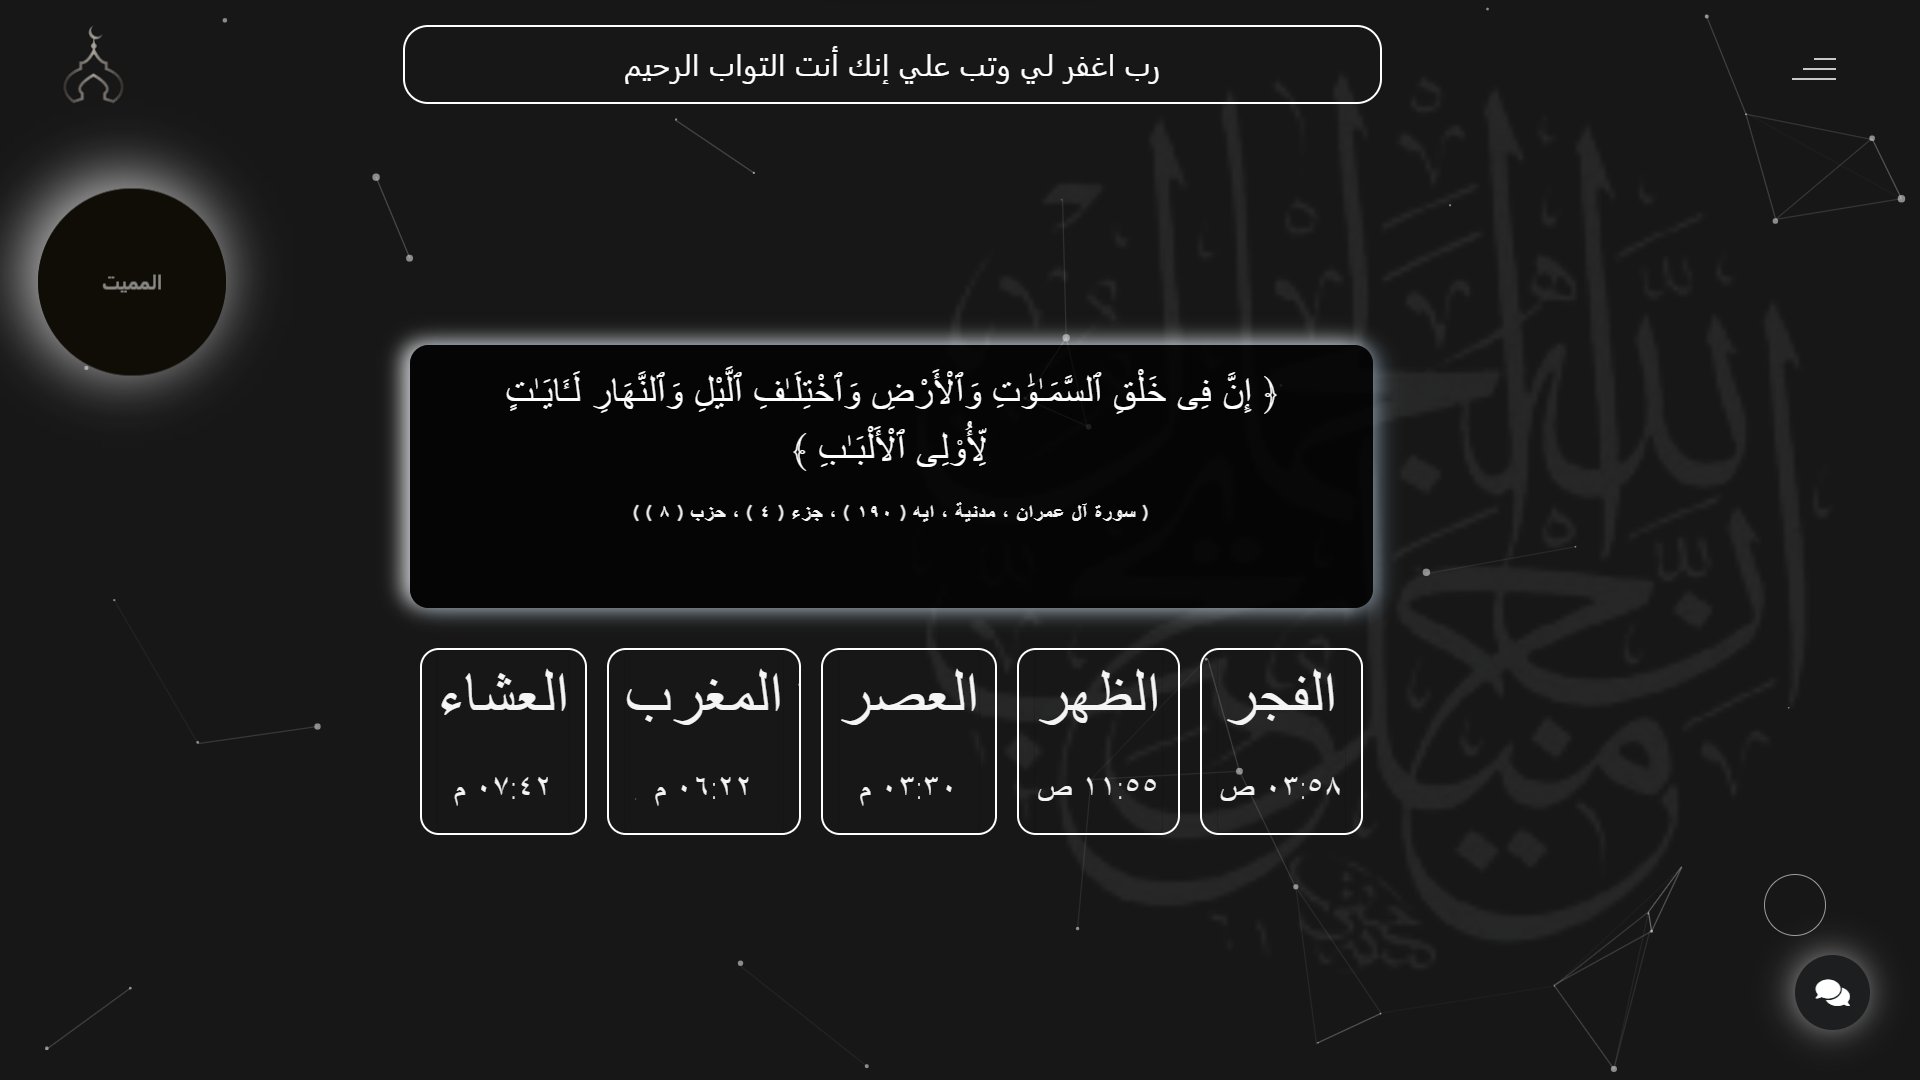 رب اغفر لي وتب علي إنك أنت التواب الرحيم
المميت
﴿ إِنَّ فِى خَلْقِ ٱلسَّمَـٰوَٰتِ وَٱلْأَرْضِ وَٱخْتِلَـٰفِ ٱلَّيْلِ وَٱلنَّهَارِ لَـَٔايَـٰتٍ
لِّأُو۟لِى ٱلْأَلْبَـٰبِ ﴾
( سورة آل عمران ، مدنية ، ايه ( ١٩٠ ) ، جزء ( ٤ ) ، حزب ( ٨ ) )
الفجر
٠٣:٥٨ ص
الظهر
١١:٥٥ ص
العصر
٠٣:٣٠ م
المغرب
٠٦:٢٢ م
العشاء
٠٧:٤٢ م